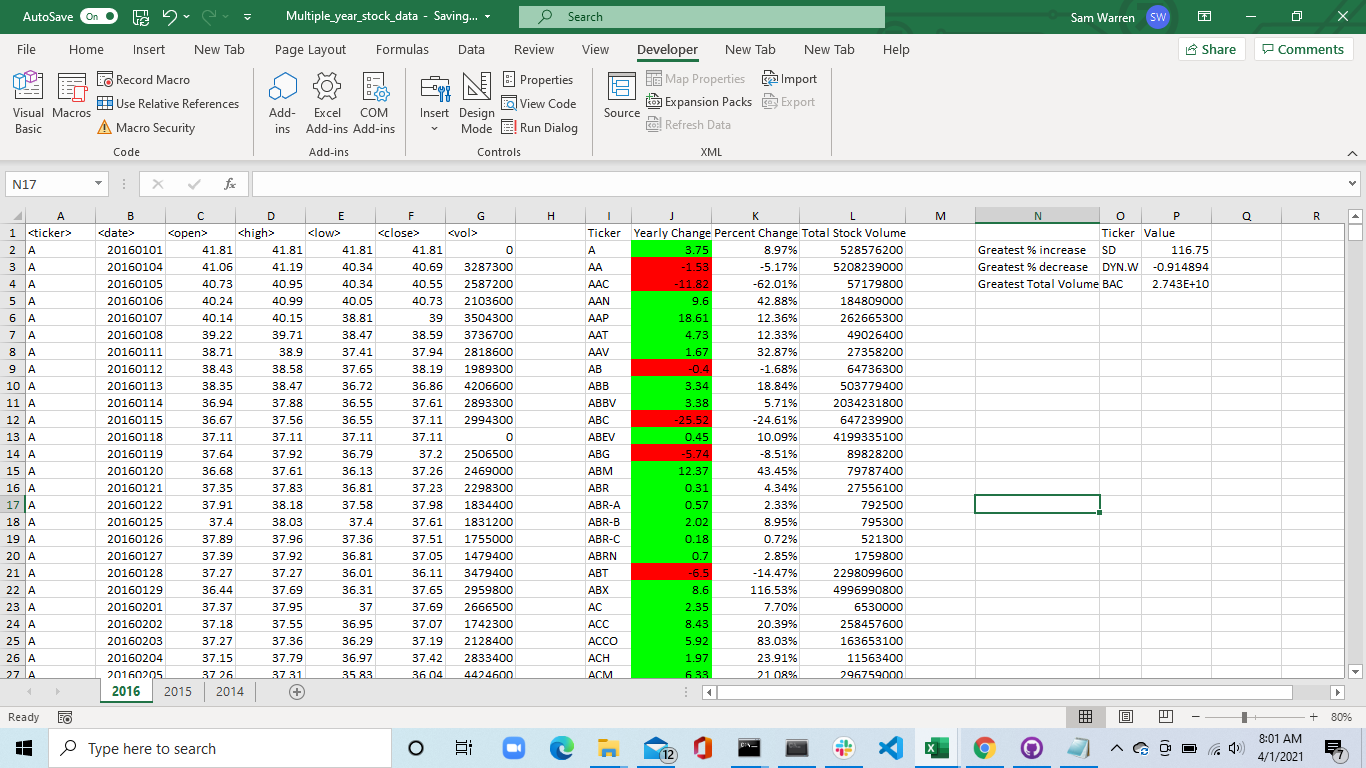 AutoSave On Multiple_year_stock_data - Saving... Search Sam Warren SW
File Home Insert New Tab Page Layout Formulas Data Review View Developer New Tab New Tab Help Share Comments
Visual Basic
Macros
Record Macro
Use Relative References
Macro Security
Code
Add-ins
Excel Add-ins
COM Add-ins
Add-ins
Insert
Design Mode
Properties
View Code
Run Dialog
Controls
Source
Map Properties
Expansion Packs
Refresh Data
Import
Export
XML
N17 fx
A B C D E F G H I J K L M N O P Q R
1 <ticker> <date> <open> <high> <low> <close> <vol> Ticker Yearly Change Percent Change Total Stock Volume Ticker Value
2 A 20160101 41.81 41.81 41.81 41.81 0 A 3.75 8.97% 528576200 Greatest % increase SD 116.75
3 A 20160104 41.06 41.19 40.34 40.69 3287300 AA -1.53 -5.17% 5208239000 Greatest % decrease DYN.W -0.914894
4 A 20160105 40.73 40.95 40.34 40.55 2587200 AAC -11.82 -62.01% 57179800 Greatest Total Volume BAC 2.743E+10
5 A 20160106 40.24 40.99 40.05 40.73 2103600 AAN 9.6 42.88% 184809000
6 A 20160107 40.14 40.15 38.81 39 3504300 AAP 18.61 12.36% 262665300
7 A 20160108 39.22 39.71 38.47 38.59 3736700 AAT 4.73 12.33% 49026400
8 A 20160111 38.71 38.9 37.41 37.94 2818600 AAV 1.67 32.87% 27358200
9 A 20160112 38.43 38.58 37.65 38.19 1989300 AB -0.4 -1.68% 64736300
10 A 20160113 38.35 38.47 36.72 36.86 4206600 ABB 3.34 18.84% 503779400
11 A 20160114 36.94 37.88 36.55 37.61 2893300 ABBV 3.38 5.71% 2034231800
12 A 20160115 36.67 37.56 36.55 37.11 2994300 ABC -25.52 -24.61% 647239900
13 A 20160118 37.11 37.11 37.11 37.11 0 ABEV 0.45 10.09% 4199335100
14 A 20160119 37.64 37.92 36.79 37.2 2506500 ABG -5.74 -8.51% 89828200
15 A 20160120 36.68 37.61 36.13 37.26 2469000 ABM 12.37 43.45% 79787400
16 A 20160121 37.35 37.83 36.81 37.23 2298300 ABR 0.31 4.34% 27556100
17 A 20160122 37.91 38.18 37.58 37.98 1834400 ABR-A 0.57 2.33% 792500
18 A 20160125 37.4 38.03 37.4 37.61 1831200 ABR-B 2.02 8.95% 795300
19 A 20160126 37.89 37.96 37.36 37.51 1755000 ABR-C 0.18 0.72% 521300
20 A 20160127 37.39 37.92 36.81 37.05 1479400 ABRN 0.7 2.85% 1759800
21 A 20160128 37.27 37.27 36.01 36.11 3479400 ABT -6.5 -14.47% 2298099600
22 A 20160129 36.44 37.69 36.31 37.65 2959800 ABX 8.6 116.53% 4996990800
23 A 20160201 37.37 37.95 37 37.69 2666500 AC 2.35 7.70% 6530000
24 A 20160202 37.18 37.55 36.95 37.07 1742300 ACC 8.43 20.39% 258457600
25 A 20160203 37.27 37.36 36.29 37.19 2128400 ACCO 5.92 83.03% 163653100
26 A 20160204 37.15 37.79 36.97 37.42 2833400 ACH 1.97 23.91% 11563400
27 A 20160205 37.26 37.31 35.83 36.04 4424600 ACM 6.33 21.08% 296759000
2016 2015 2014
Ready 80%
Type here to search 12 8:01 AM
4/1/2021 7